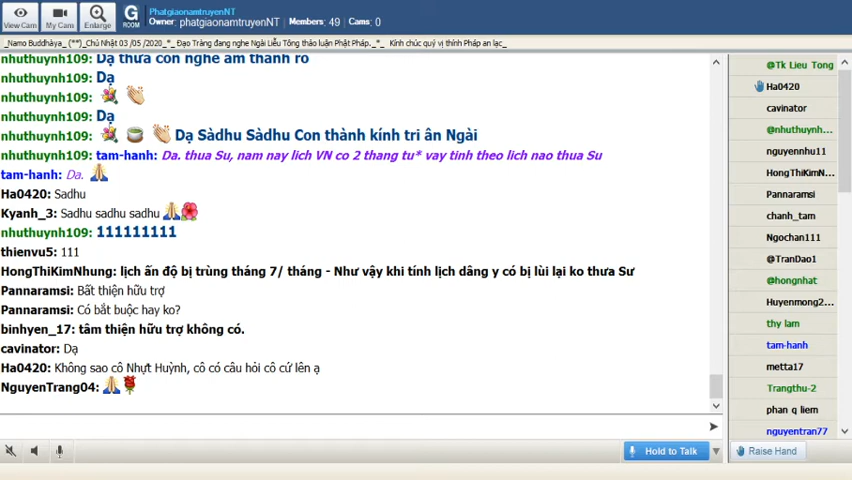 PhatgiaonamtruyenNT
Owner: phatgiaonamtruyenNT Members: 49 Cams: 0
View Cam
My Cams
Enlarge
G
ROOM
_Namo Buddhàya_ (**)_Chủ Nhật 03 /05 /2020_*_ Đạo Tràng đang nghe Ngài Liễu Tông thảo luận Phật Pháp._*_ Kính chúc quý vị thính Pháp an lạc_
nhuthuynh109: Dạ thưa con nghe âm thanh rõ
nhuthuynh109: Dạ
nhuthuynh109:
nhuthuynh109: Dạ
nhuthuynh109: Dạ Sàdhu Sàdhu Con thành kính tri ân Ngài
nhuthuynh109: tam-hanh: Da. thua Su, nam nay lich VN co 2 thang tu* vay tinh theo lich nao thua Su
tam-hanh: Da.
Ha0420: Sadhu
Kyanh_3: Sadhu sadhu sadhu
nhuthuynh109: 111111111
thienvu5: 111
HongThiKimNhung: lịch ấn độ bị trùng tháng 7/ tháng - Như vậy khi tính lịch dâng y có bị lùi lại ko thưa Sư
Pannaramsi: Bất thiện hữu trợ
Pannaramsi: Có bắt buộc hay ko?
binhyen_17: tâm thiện hữu trợ không có.
cavinator: Dạ
Ha0420: Không sao cô Nhựt Huỳnh, cô có câu hỏi cô cứ lên ạ
NguyenTrang04:
@Tk Lieu Tong
Ha0420
cavinator
@nhuthuynh...
nguyennhu11
HongThiKimN...
Pannaramsi
chanh_tam
Ngochan111
@TranDao1
@hongnhat
Huyenmong2...
thy lam
tam-hanh
metta17
Trangthu-2
phan q liem
nguyentran77
Hold to Talk
Raise Hand